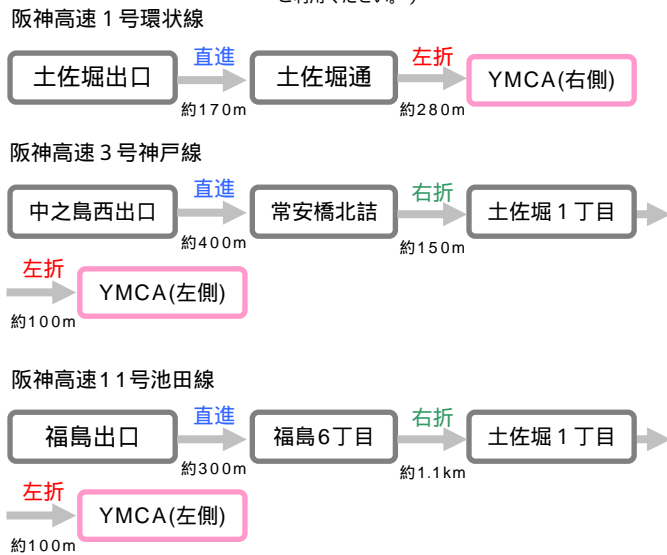 ご利用ください。)
阪神高速1号環状線
土佐堀出口 直進 約170m 土佐堀通 左折 約280m YMCA(右側)
阪神高速3号神戸線
中之島西出口 直進 約400m 常安橋北詰 右折 約150m 土佐堀1丁目
左折 約100m YMCA(左側)
阪神高速11号池田線
福島出口 直進 約300m 福島6丁目 右折 約1.1km 土佐堀1丁目
左折 約100m YMCA(左側)